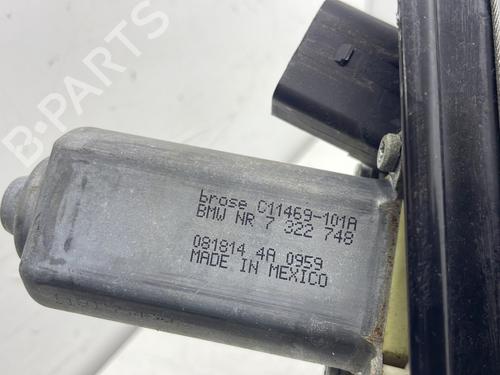 B-PARTS
brose C11469-101A
BMW NR 7 322 748
081814 4A 0959
MADE IN MEXICO